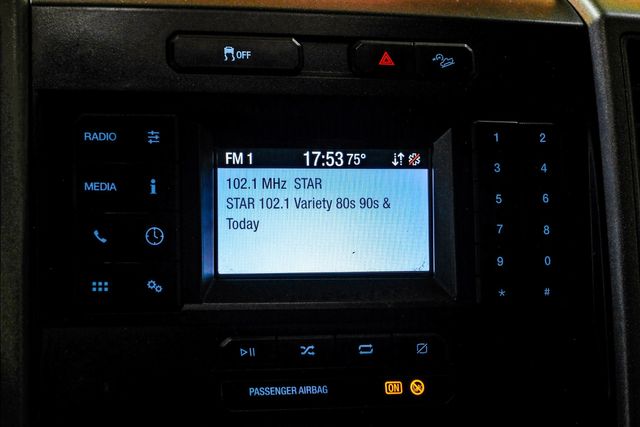 OFF
RADIO
MEDIA
FM 1 17:53 75°
102.1 MHz STAR
STAR 102.1 Variety 80s 90s &
Today
1 2
3 4
5 6
7 8
9 0
* #
PASSENGER AIRBAG ON